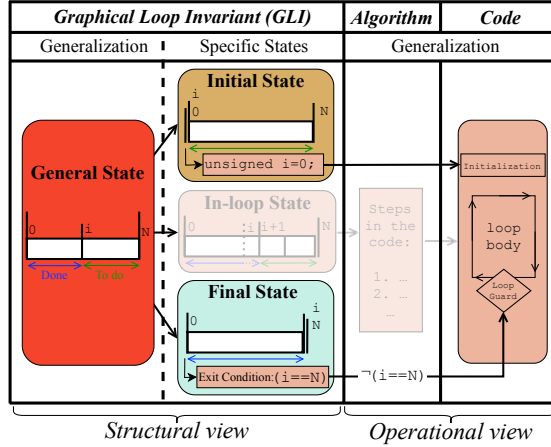 Graphical Loop Invariant (GLI)
Algorithm
Code
Generalization
Specific States
Generalization
Initial State
i
0
N
unsigned i=0;
Initialization
General State
0
i
N
Done
To do
In-loop State
0
:i
i+1
N
Steps
in the
code:
1. …
2. …
…
loop
body
Loop
Guard
Final State
i
0
N
Exit Condition:(i==N)
¬(i==N)
Structural view
Operational view